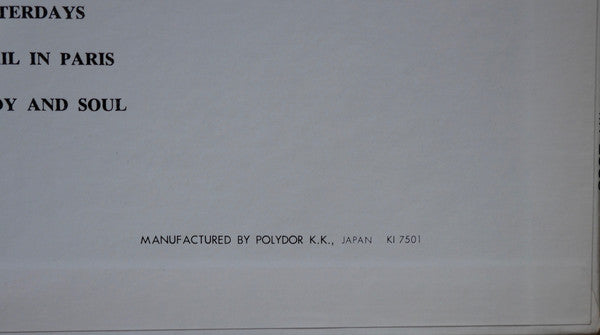 TERDAYS
IL IN PARIS
DY AND SOUL
MANUFACTURED BY POLYDOR K.K., JAPAN KI 7501